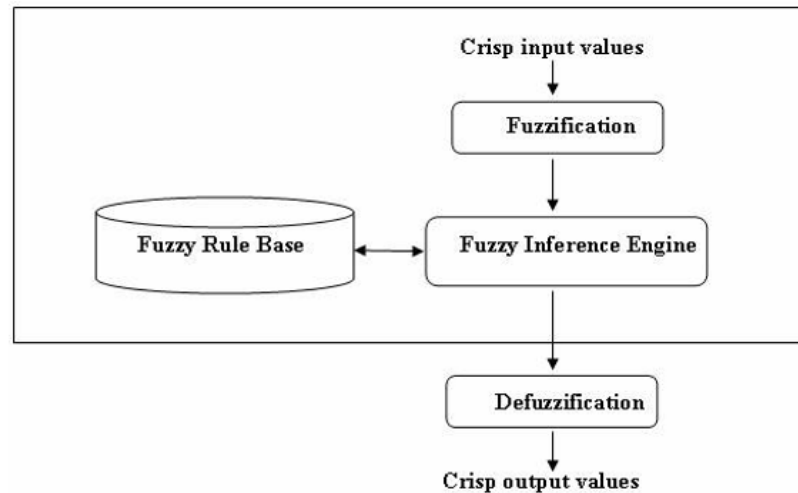 Crisp input values
Fuzzification
Fuzzy Rule Base
Fuzzy Inference Engine
Defuzzification
Crisp output values